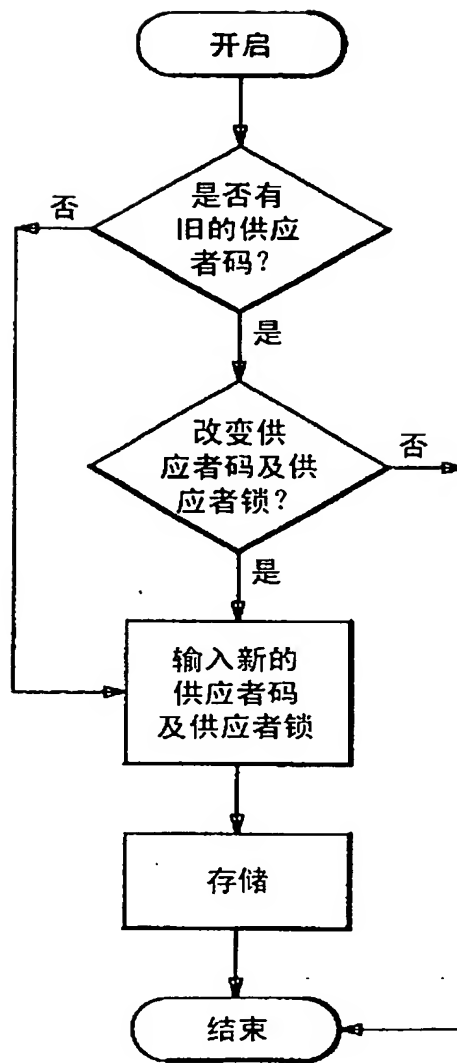 开启
是否有
旧的供应
者码?
否
是
改变供
应者码及供
应者锁?
否
是
输入新的
供应者码
及供应者锁
存储
结束